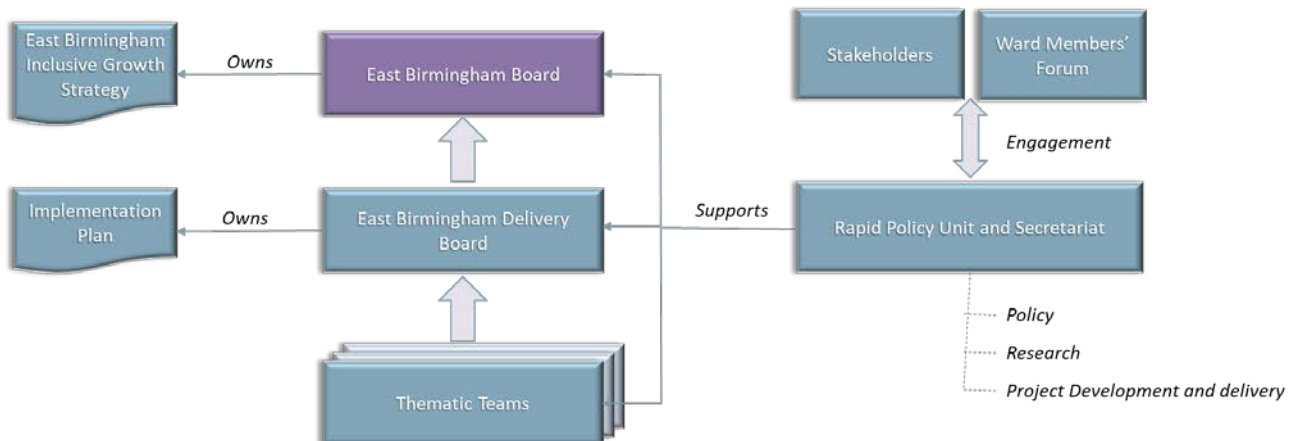 East Birmingham
Inclusive Growth
Strategy
Owns
East Birmingham Board
Stakeholders
Ward Members’
Forum
Engagement
Implementation
Plan
Owns
East Birmingham Delivery
Board
Supports
Rapid Policy Unit and Secretariat
Policy
Research
Project Development and delivery
Thematic Teams